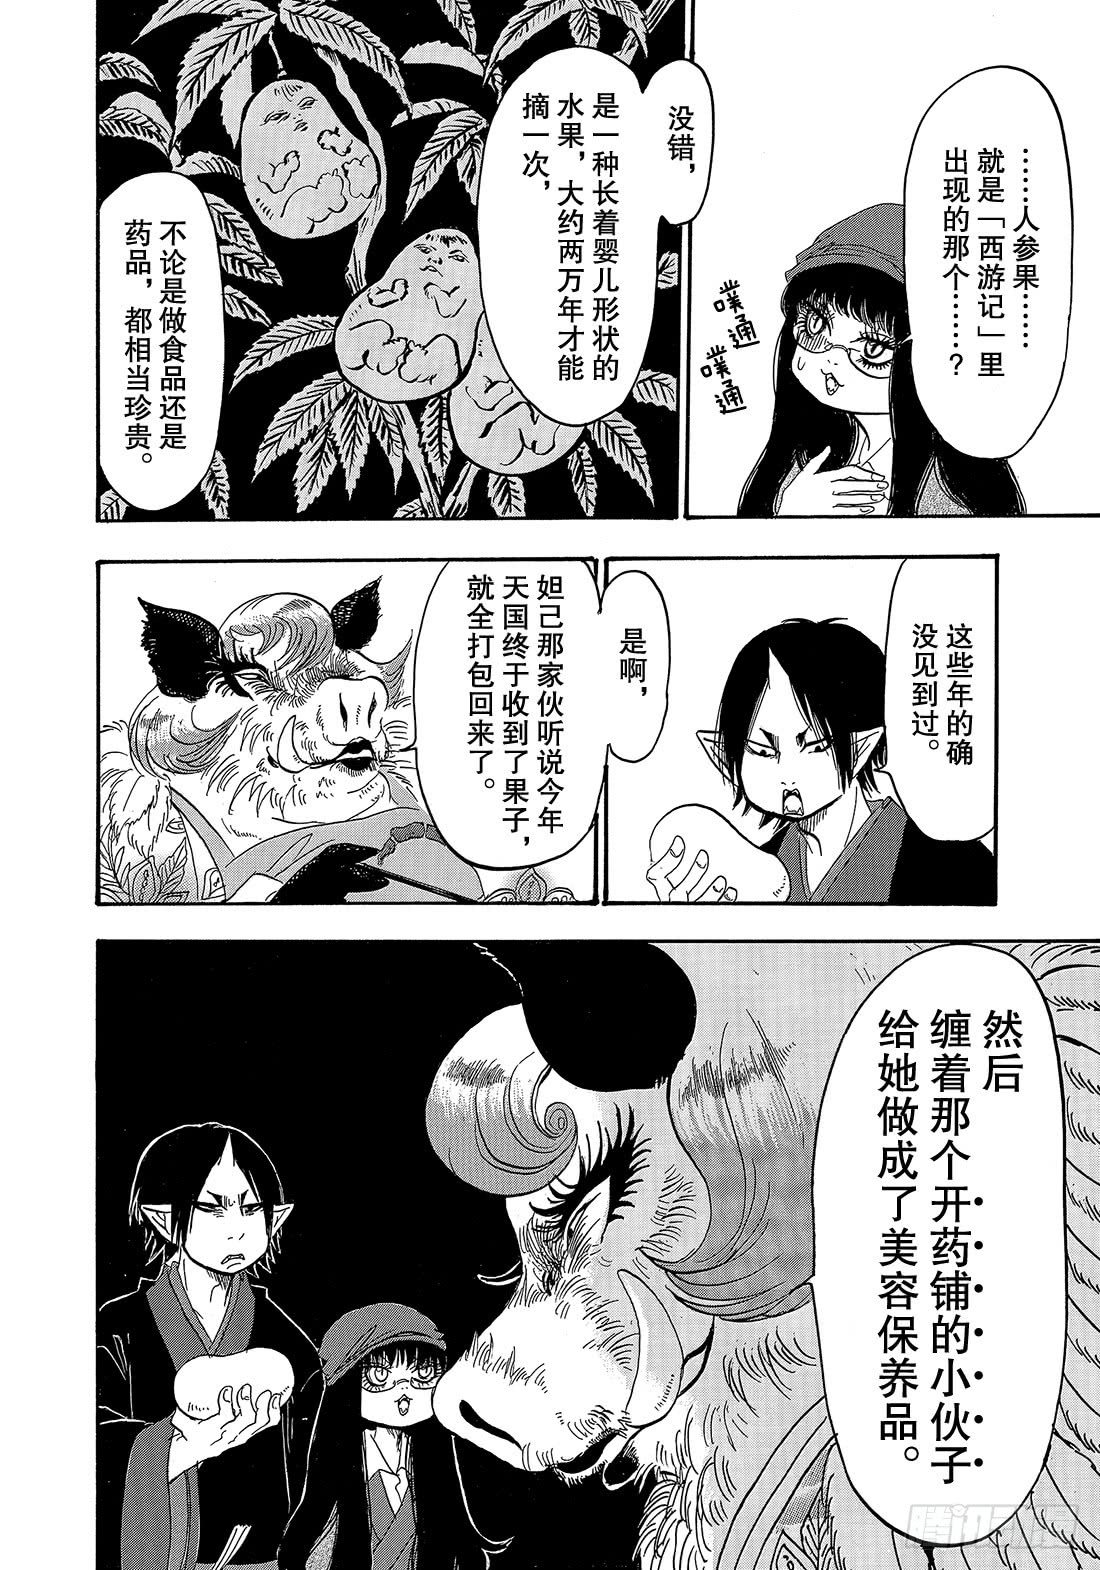 ……人参果……
就是「西游记」里
出现的那个……?
噗通
噗通
没错，
是一种长着婴儿形状的
水果，大约两万年才能
摘一次，
不论是做食品还是
药品，都相当珍贵。
这些年的确
没见到过。
是啊，
妲己那家伙听说今年
天国终于收到了果子，
就全打包回来了。
然后
缠着那个开药铺的小伙子
给她做成了美容保养品。
腾讯动漫